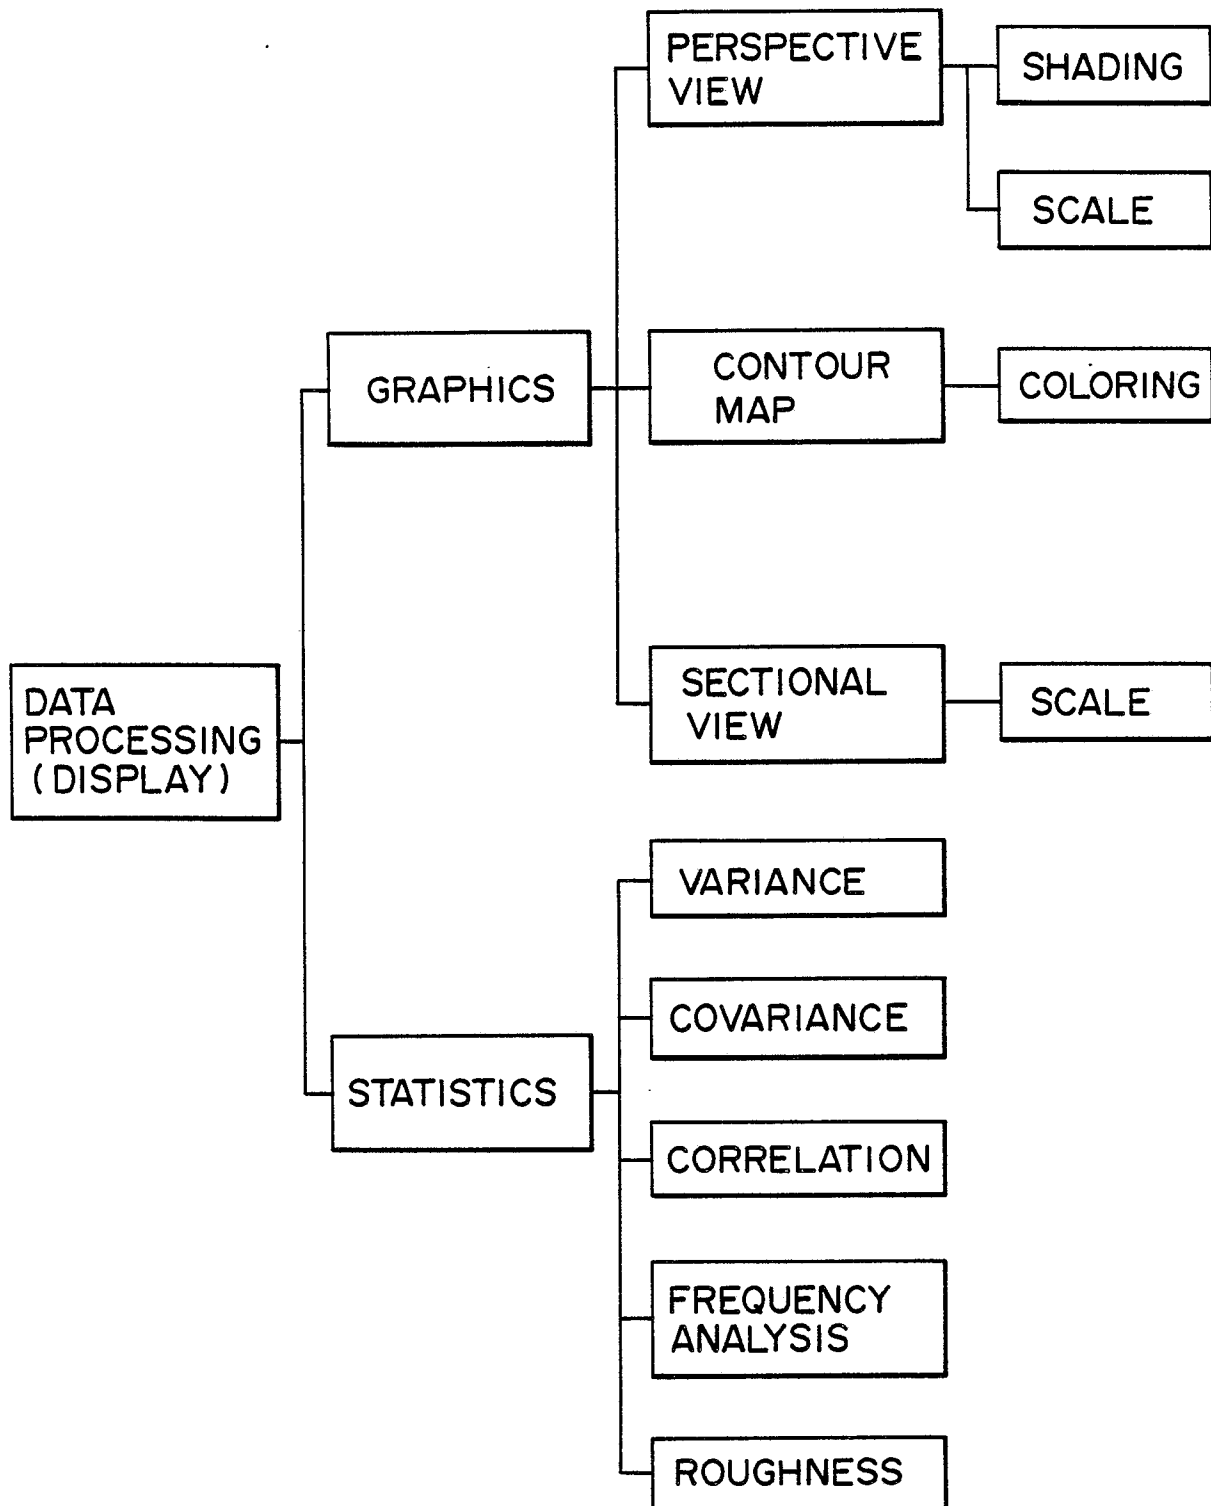 PERSPECTIVE
VIEW
SHADING
SCALE
GRAPHICS
CONTOUR
MAP
COLORING
DATA
PROCESSING
(DISPLAY)
SECTIONAL
VIEW
SCALE
VARIANCE
COVARIANCE
STATISTICS
CORRELATION
FREQUENCY
ANALYSIS
ROUGHNESS